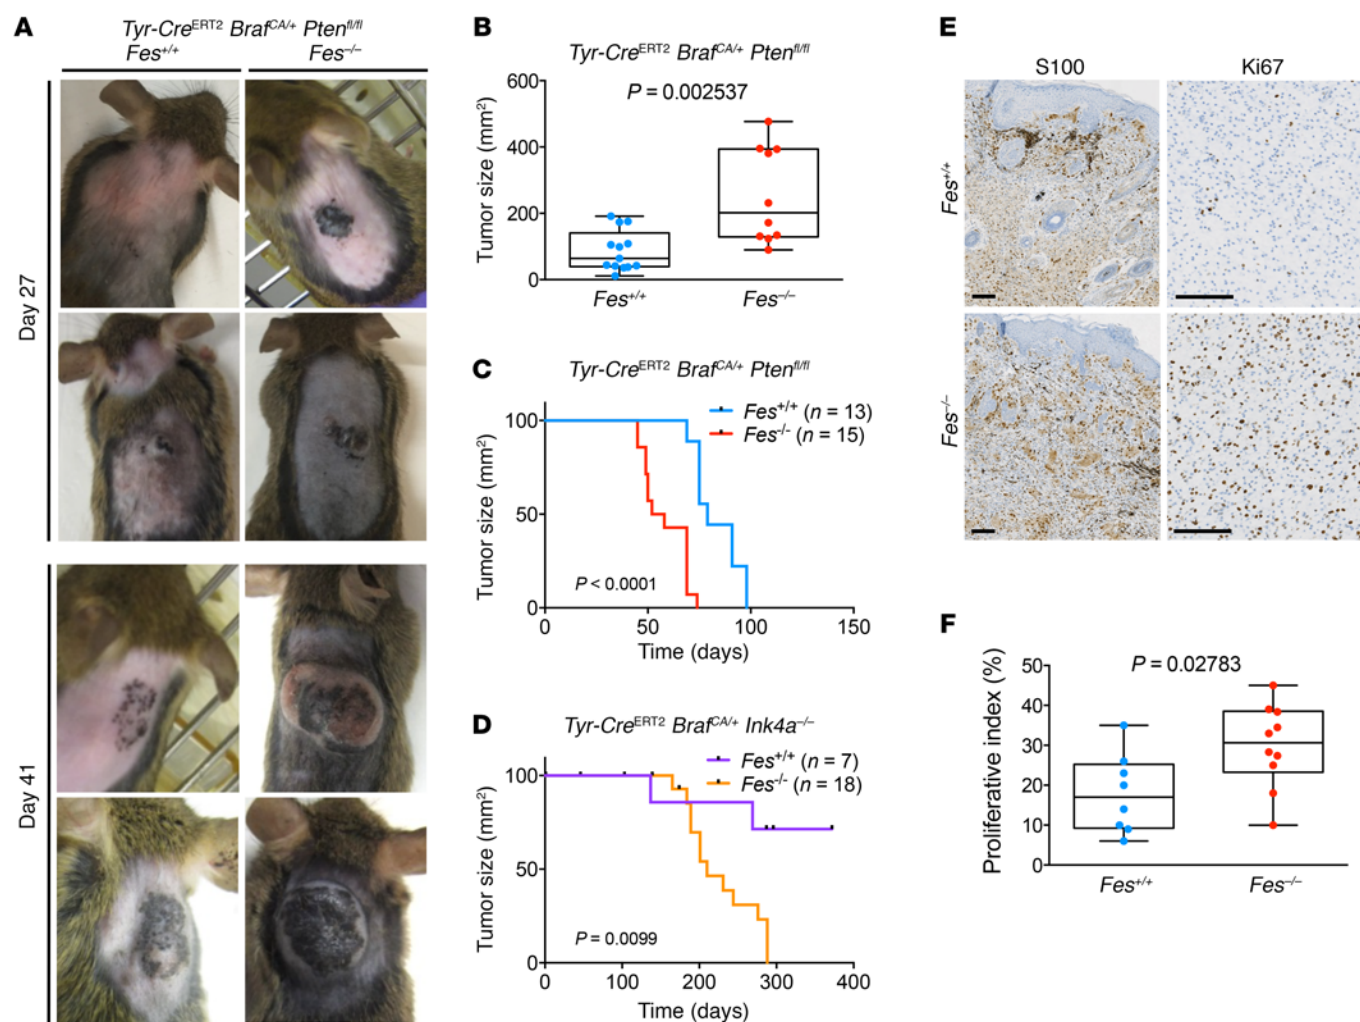 A
Tyr-CreERT2 BrafCA/+ Ptenfl/fl
Fes+/+ Fes–/–
Day 27
Day 41
B
Tyr-CreERT2 BrafCA/+ Ptenfl/fl
P = 0.002537
Tumor size (mm2)
600
400
200
0
Fes+/+ Fes–/–
C
Tyr-CreERT2 BrafCA/+ Ptenfl/fl
Fes+/+ (n = 13)
Fes-/- (n = 15)
Tumor size (mm2)
100
50
0
P < 0.0001
0 50 100 150
Time (days)
D
Tyr-CreERT2 BrafCA/+ Ink4a–/–
Fes+/+ (n = 7)
Fes-/- (n = 18)
Tumor size (mm2)
100
50
0
P = 0.0099
0 100 200 300 400
Time (days)
E
S100 Ki67
Fes+/+
Fes–/–
F
P = 0.02783
Proliferative index (%)
50
40
30
20
10
0
Fes+/+ Fes–/–